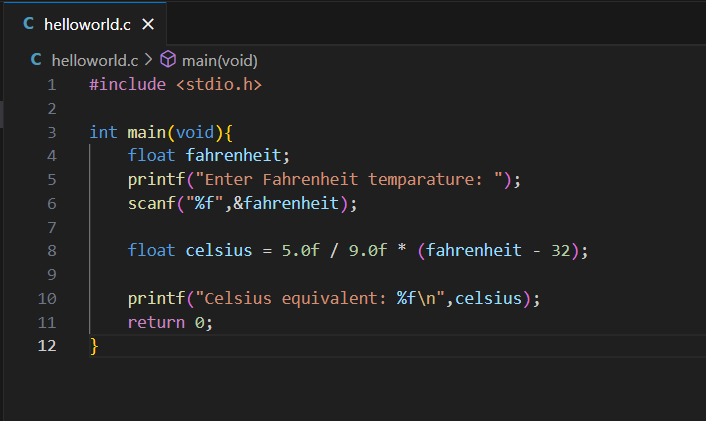 C helloworld.c ×
C helloworld.c > main(void)
1 #include <stdio.h>
2
3 int main(void){
4     float fahrenheit;
5     printf("Enter Fahrenheit temparature: ");
6     scanf("%f",&fahrenheit);
7
8     float celsius = 5.0f / 9.0f * (fahrenheit - 32);
9
10     printf("Celsius equivalent: %f\n",celsius);
11     return 0;
12 }